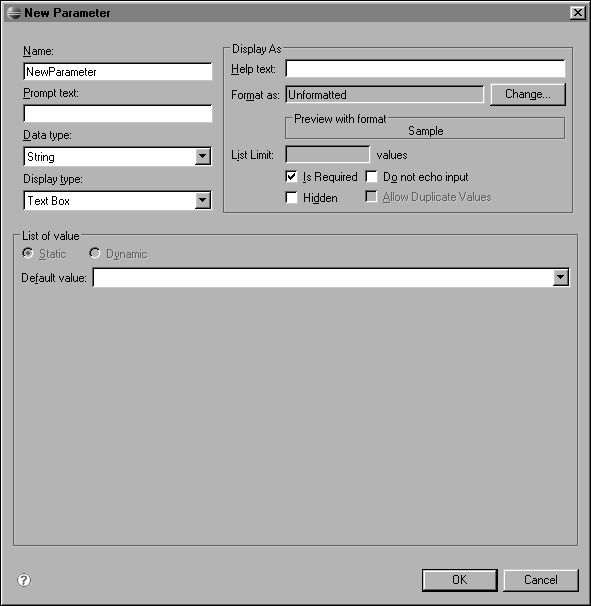 New Parameter
Name:
NewParameter
Prompt text:
Data type:
String
Display type:
Text Box
Display As
Help text:
Format as: Unformatted Change...
Preview with format
Sample
List Limit: values
Is Required Do not echo input
Hidden Allow Duplicate Values
List of value
Static Dynamic
Default value:
? OK Cancel